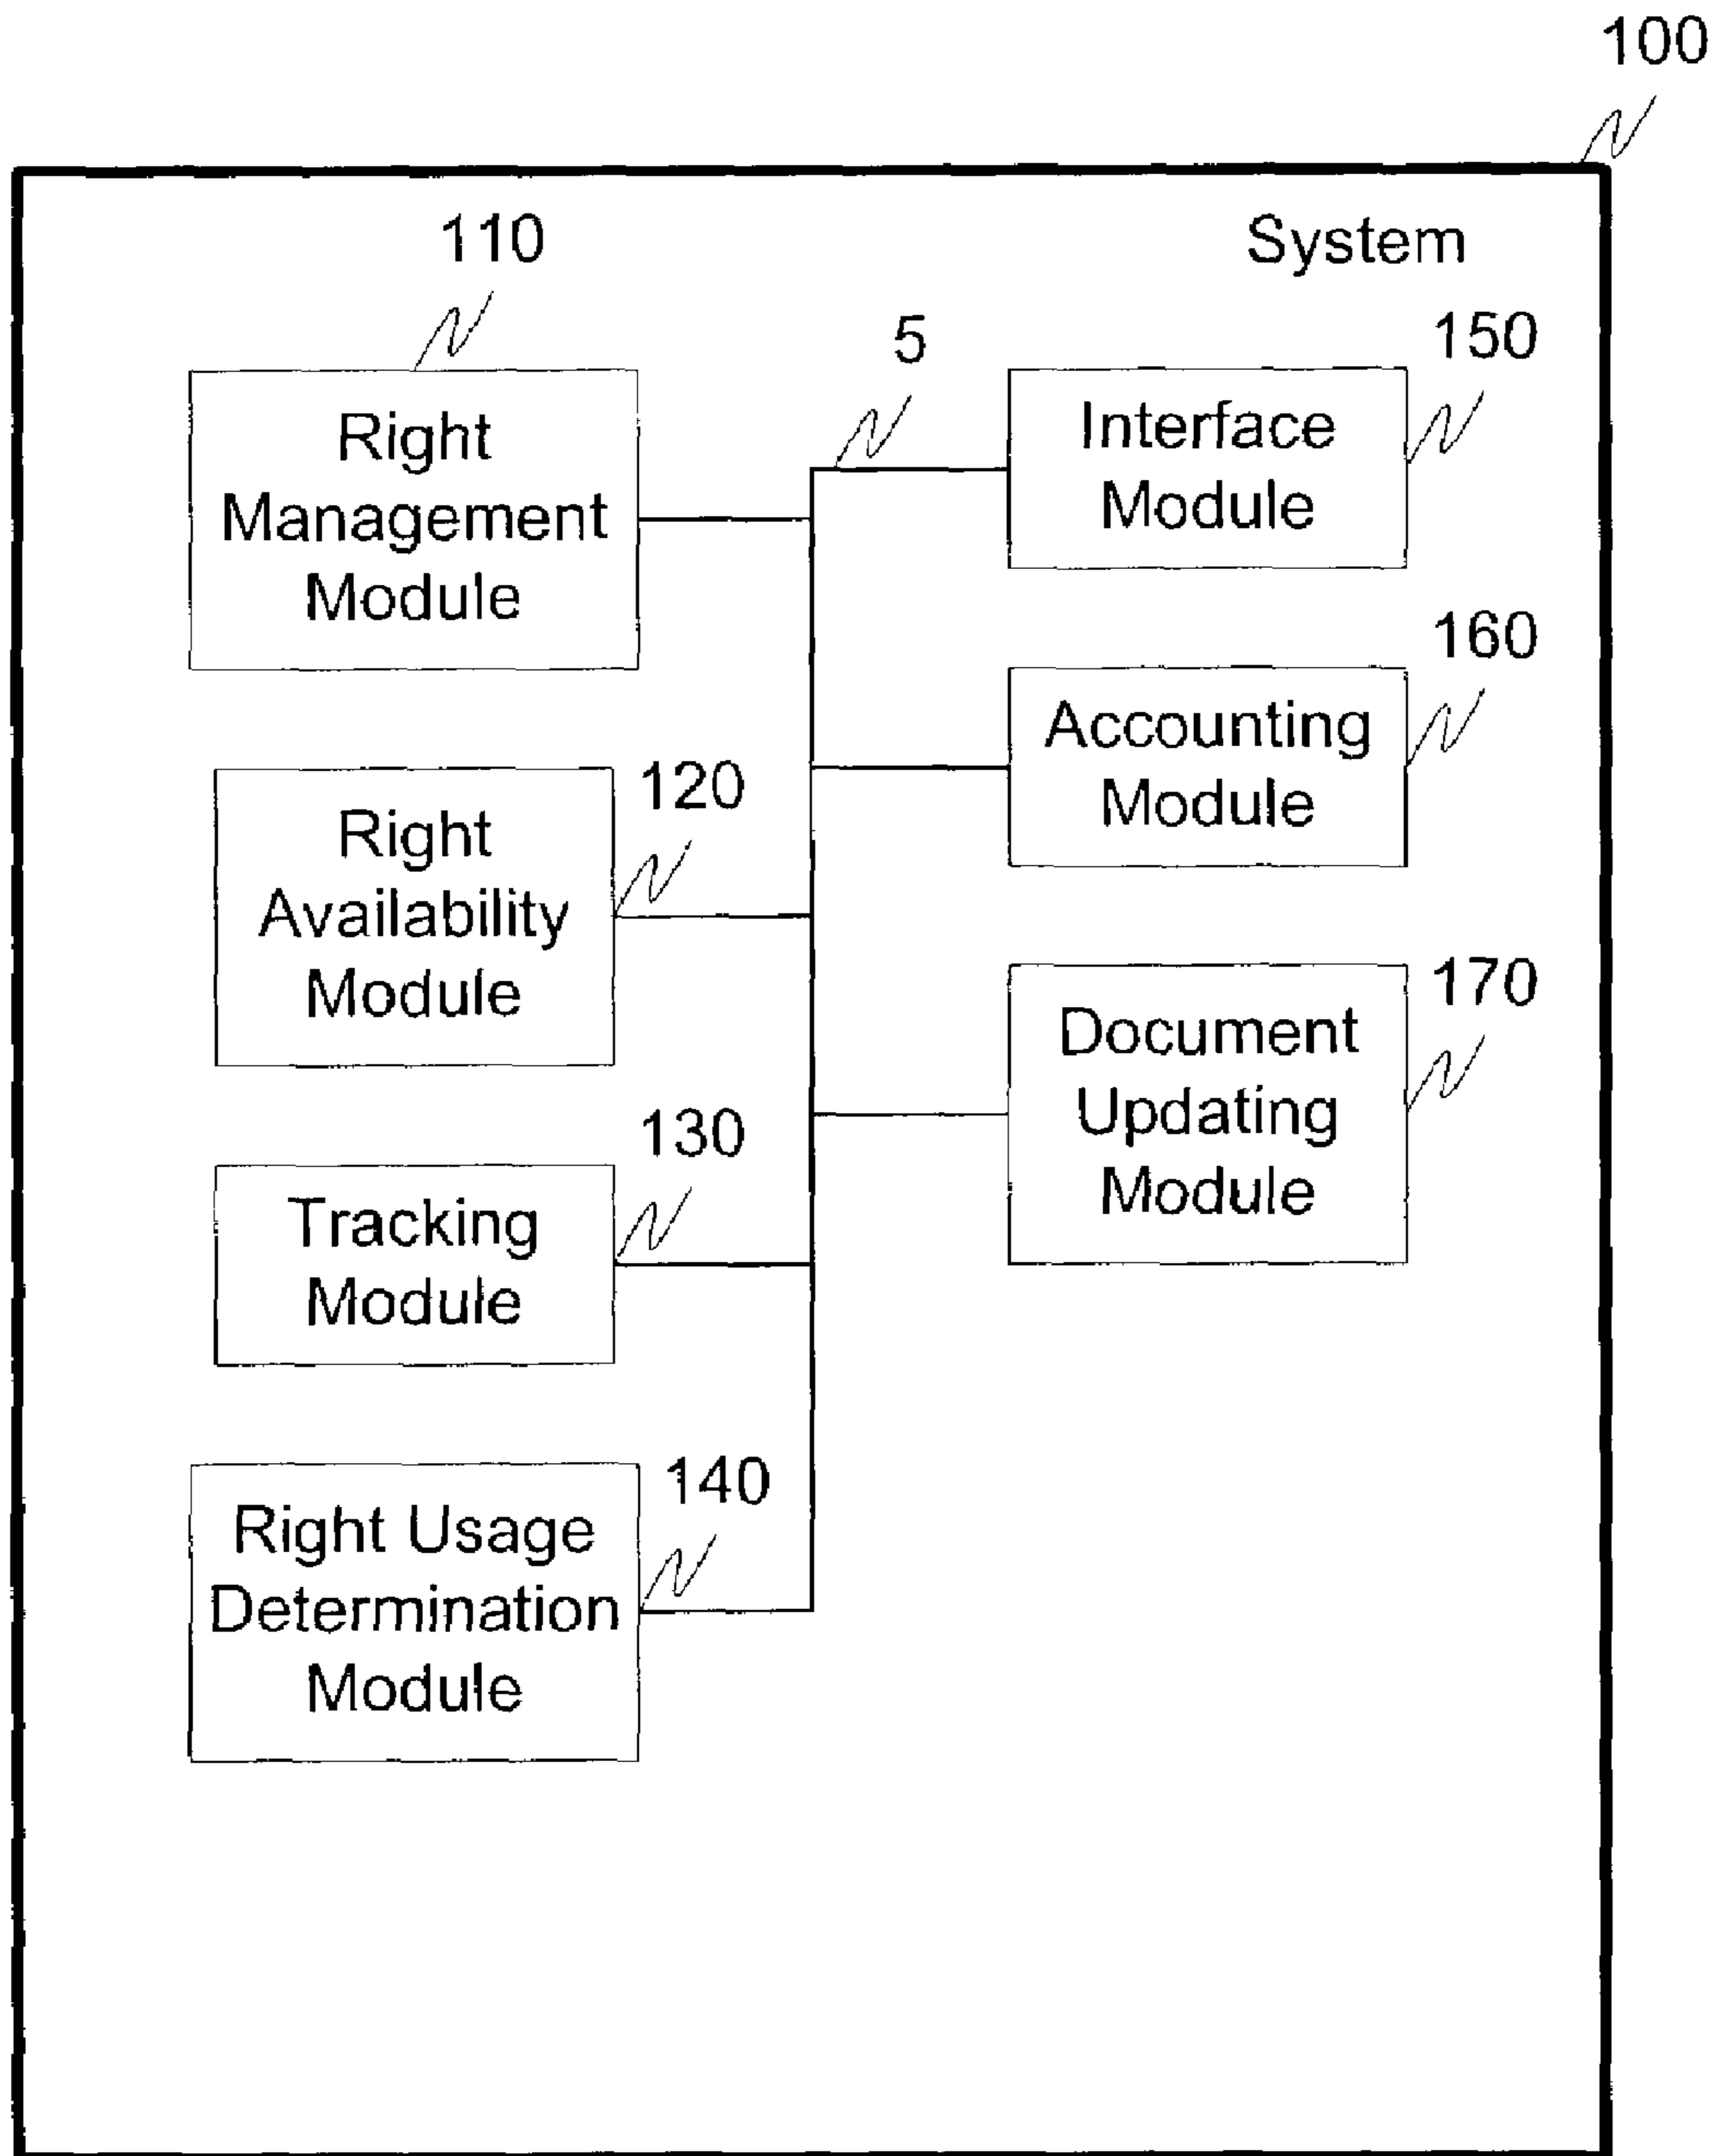 100
System
110
Right
Management
Module
5
150
Interface
Module
160
Accounting
Module
120
Right
Availability
Module
170
Document
Updating
Module
130
Tracking
Module
140
Right Usage
Determination
Module